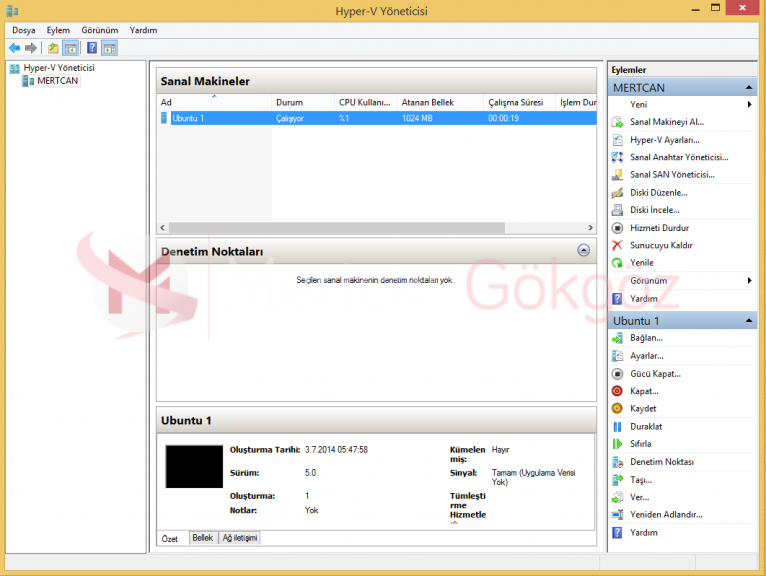 Hyper-V Yöneticisi
Dosya Eylem Görünüm Yardım
Hyper-V Yöneticisi
MERTCAN
Sanal Makineler
Ad Durum CPU Kullanı... Atanan Bellek Çalışma Süresi İşlem Dur
Ubuntu 1 Çalışıyor %1 1024 MB 00:00:19
Denetim Noktaları
Seçilen sanal makinenin denetim noktaları yok.
Gökgöz
Ubuntu 1
Oluşturma Tarihi: 3.7.2014 05:47:58
Sürüm: 5.0
Oluşturma: 1
Notlar: Yok
Kümelen Hayır
miş:
Sinyal: Tamam (Uygulama Verisi
Yok)
Tümleşti
rme
Hizmetle
Özet Bellek Ağ iletişimi
Eylemler
MERTCAN
Yeni
Sanal Makineyi Al...
Hyper-V Ayarları...
Sanal Anahtar Yöneticisi...
Sanal SAN Yöneticisi...
Diski Düzenle...
Diski İncele...
Hizmeti Durdur
Sunucuyu Kaldır
Yenile
Görünüm
Yardım
Ubuntu 1
Bağlan...
Ayarlar...
Gücü Kapat...
Kapat...
Kaydet
Duraklat
Sıfırla
Denetim Noktası
Taşı...
Ver...
Yeniden Adlandır...
Yardım